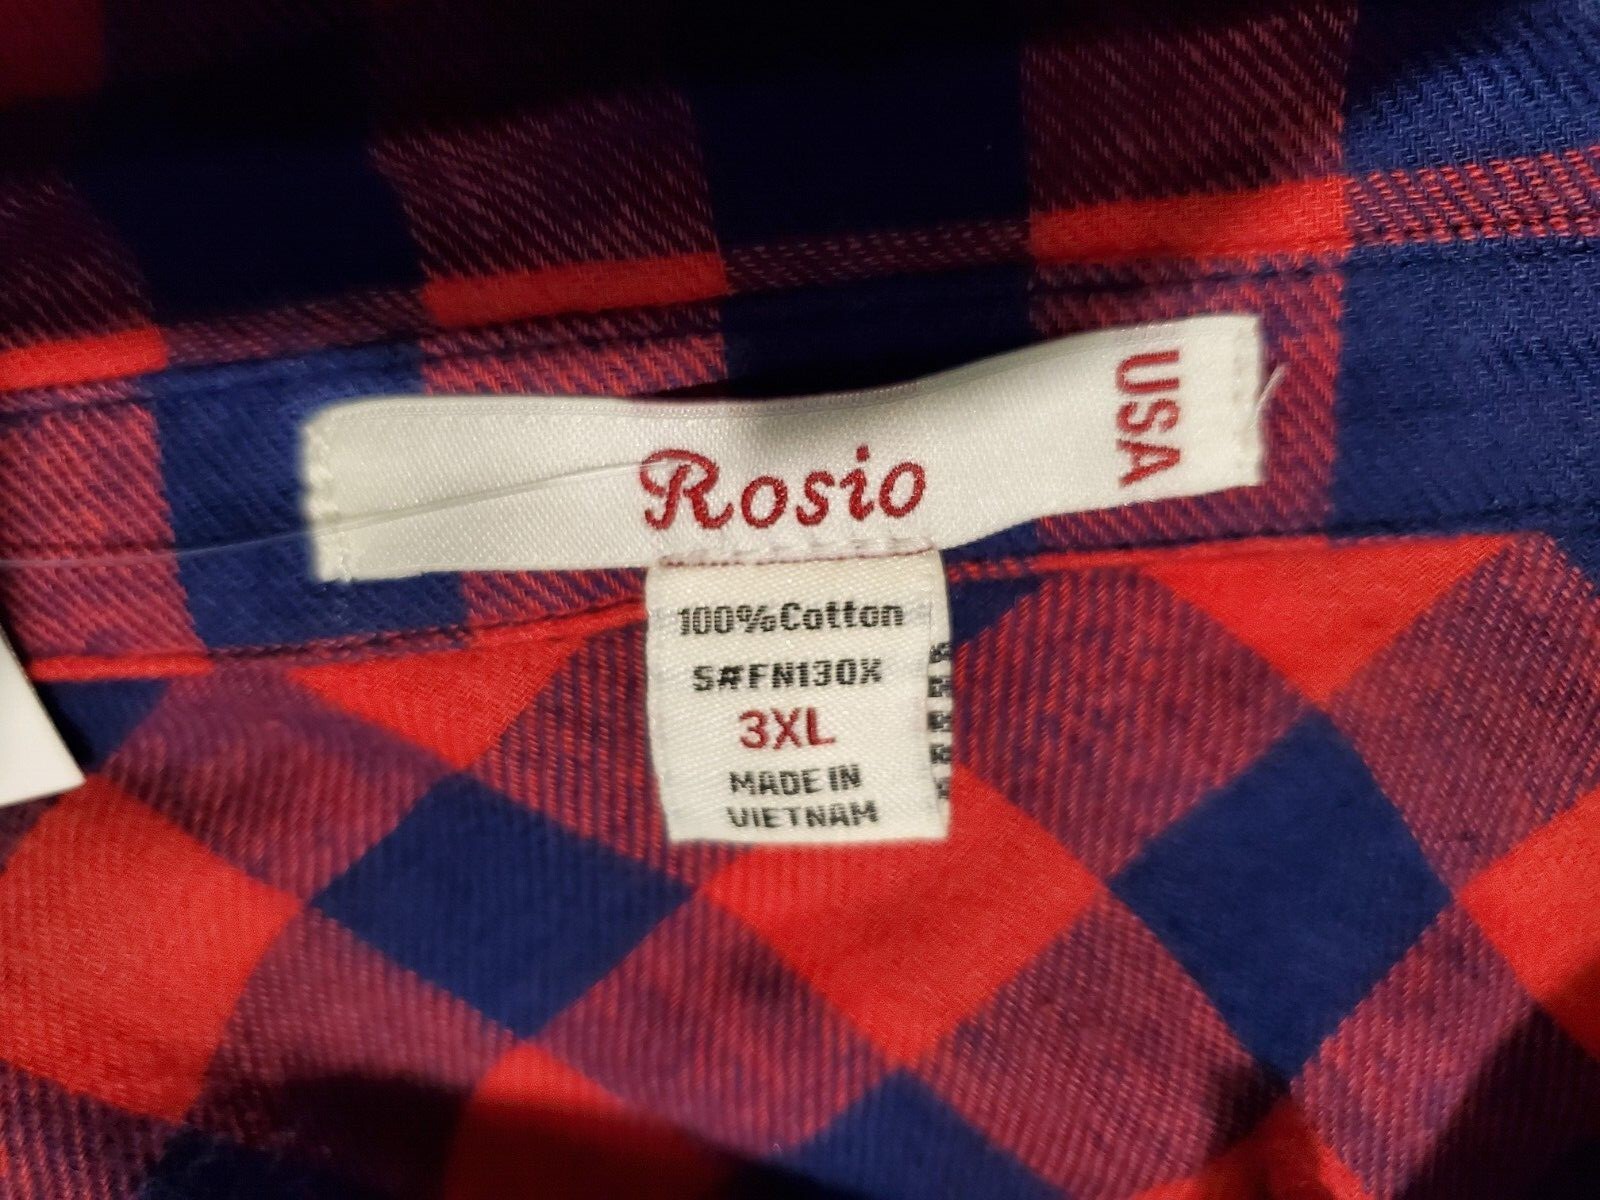 Rosio
USA
100%Cotton
S#FN130X
3XL
MADE IN
VIETNAM